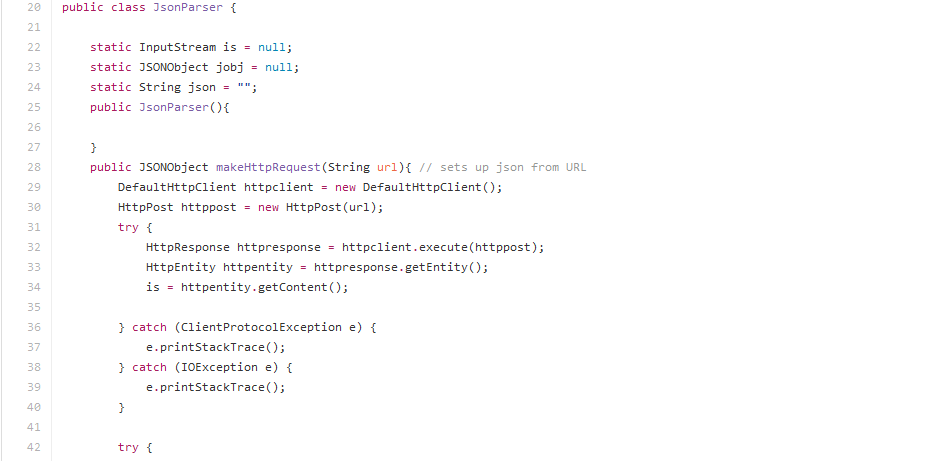 20 public class JsonParser {
21
22     static InputStream is = null;
23     static JSONObject jobj = null;
24     static String json = "";
25     public JsonParser(){
26
27     }
28     public JSONObject makeHttpRequest(String url){ // sets up json from URL
29         DefaultHttpClient httpclient = new DefaultHttpClient();
30         HttpPost httppost = new HttpPost(url);
31         try {
32             HttpResponse httpresponse = httpclient.execute(httppost);
33             HttpEntity httpentity = httpresponse.getEntity();
34             is = httpentity.getContent();
35
36         } catch (ClientProtocolException e) {
37             e.printStackTrace();
38         } catch (IOException e) {
39             e.printStackTrace();
40         }
41
42         try {